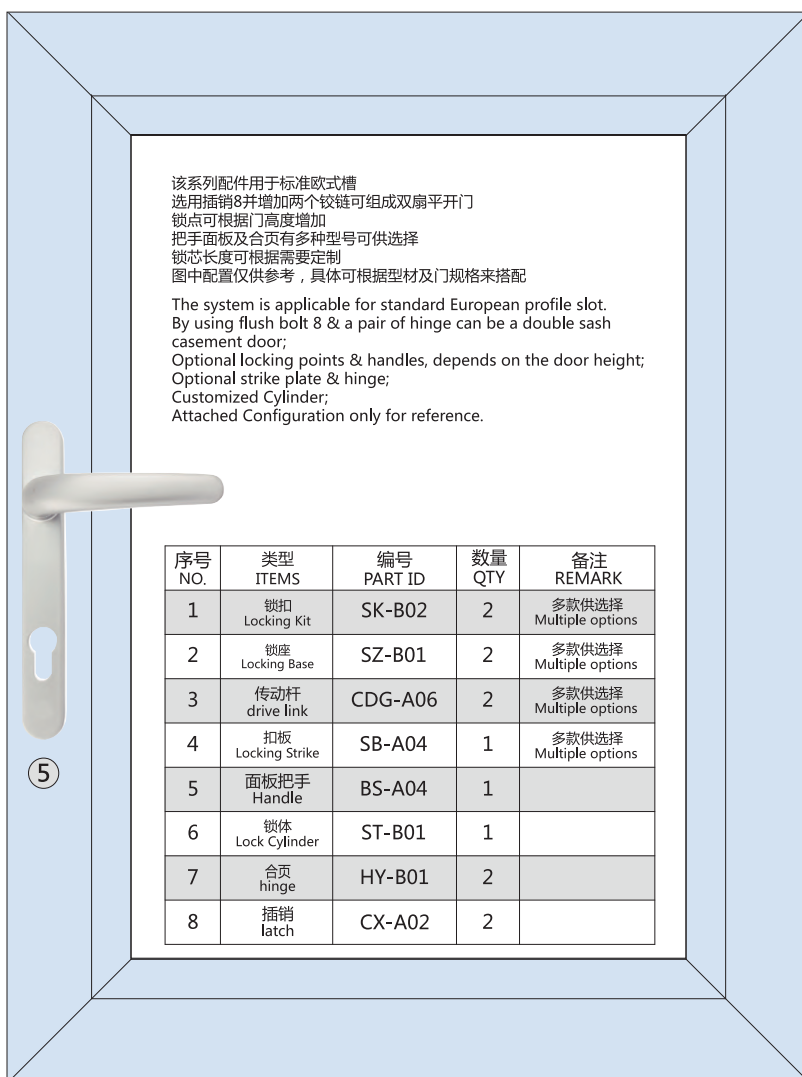 该系列配件用于标准欧式槽
选用插销8并增加两个铰链可组成双扇平开门
锁点可根据门高度增加
把手面板及合页有多种型号可供选择
锁芯长度可根据需要定制
图中配置仅供参考，具体可根据型材及门规格来搭配
The system is applicable for standard European profile slot.
By using flush bolt 8 & a pair of hinge can be a double sash
casement door;
Optional locking points & handles, depends on the door height;
Optional strike plate & hinge;
Customized Cylinder;
Attached Configuration only for reference.
序号 类型 编号 数量 备注
NO. ITEMS PART ID QTY REMARK
1 锁扣 Locking Kit SK-B02 2 多款供选择 Multiple options
2 锁座 Locking Base SZ-B01 2 多款供选择 Multiple options
3 传动杆 drive link CDG-A06 2 多款供选择 Multiple options
4 扣板 Locking Strike SB-A04 1 多款供选择 Multiple options
5 面板把手 Handle BS-A04 1
6 锁体 Lock Cylinder ST-B01 1
7 合页 hinge HY-B01 2
8 插销 latch CX-A02 2
5